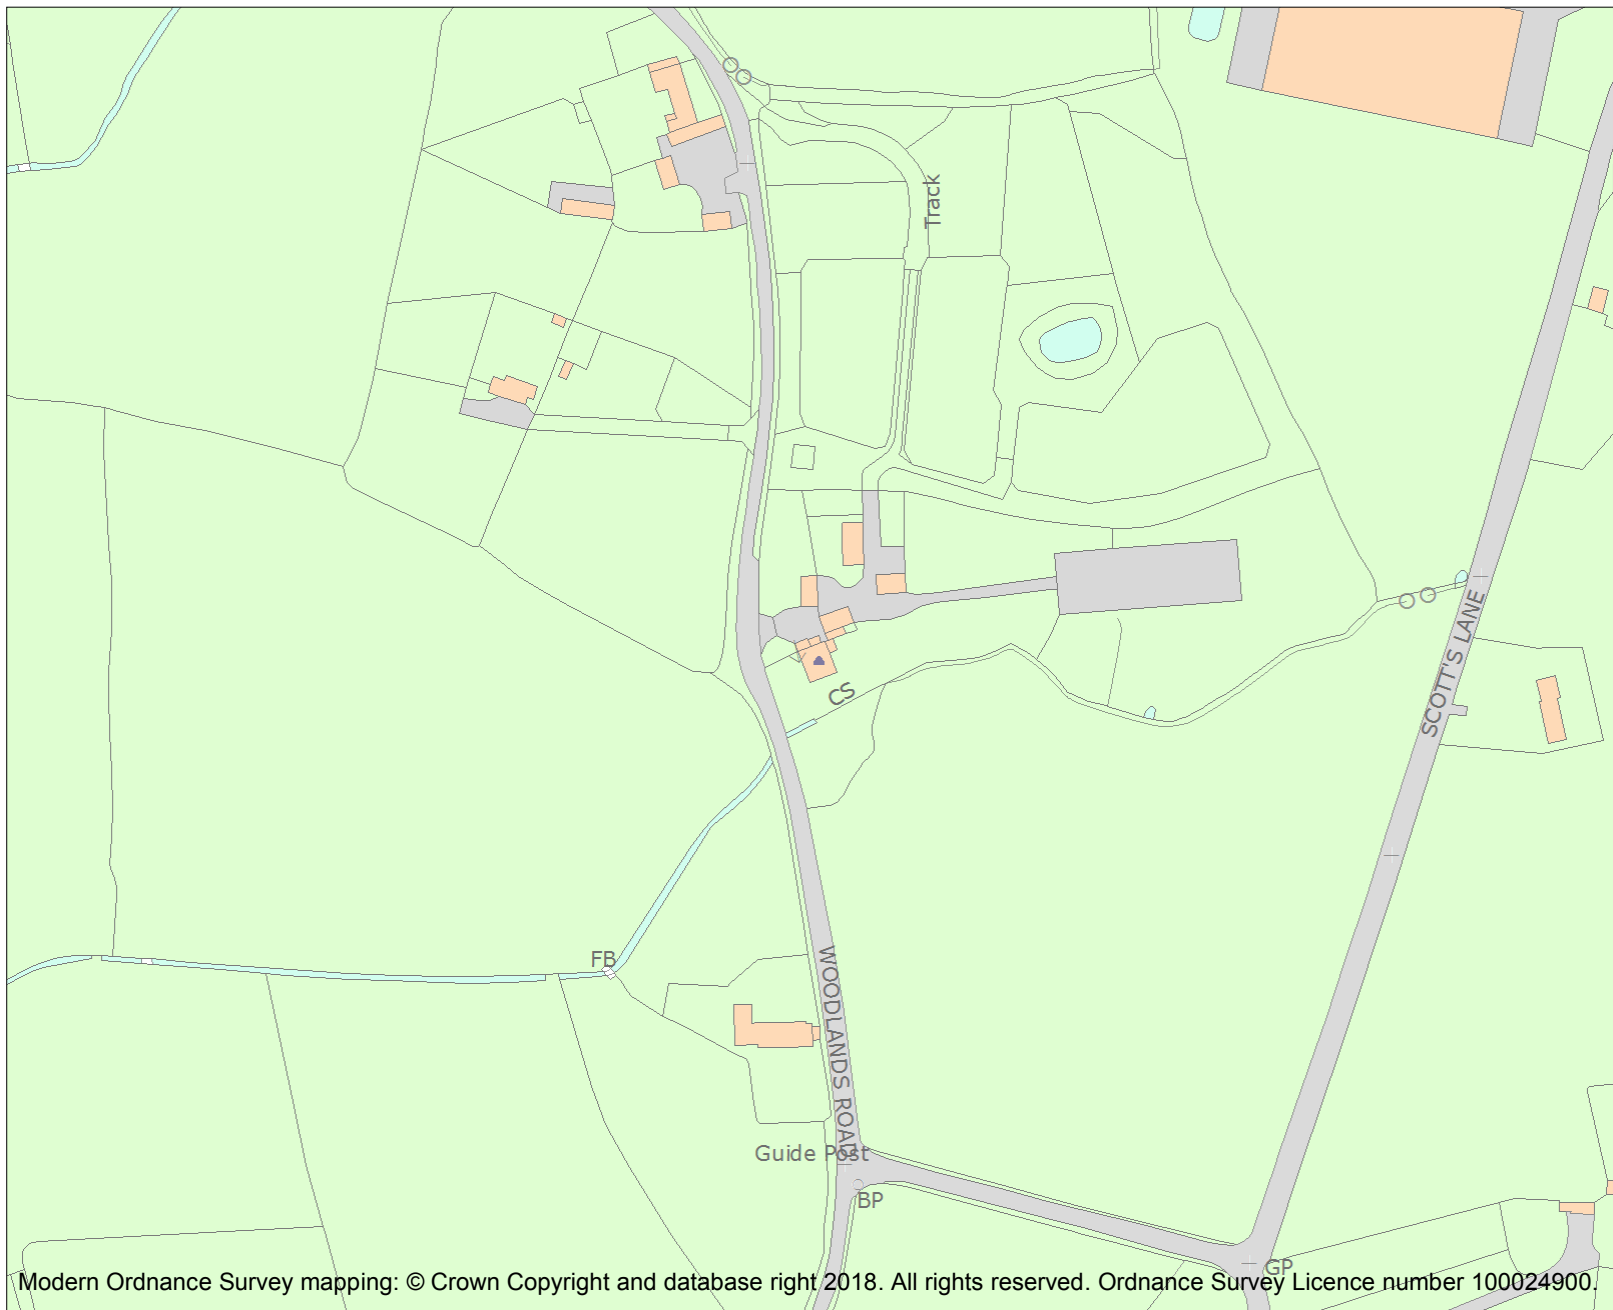 Track
CS
SCOTT'S LANE
FB
WOODLANDS ROAD
Guide Post
BP
GP
Modern Ordnance Survey mapping: © Crown Copyright and database right 2018. All rights reserved. Ordnance Survey Licence number 100024900.